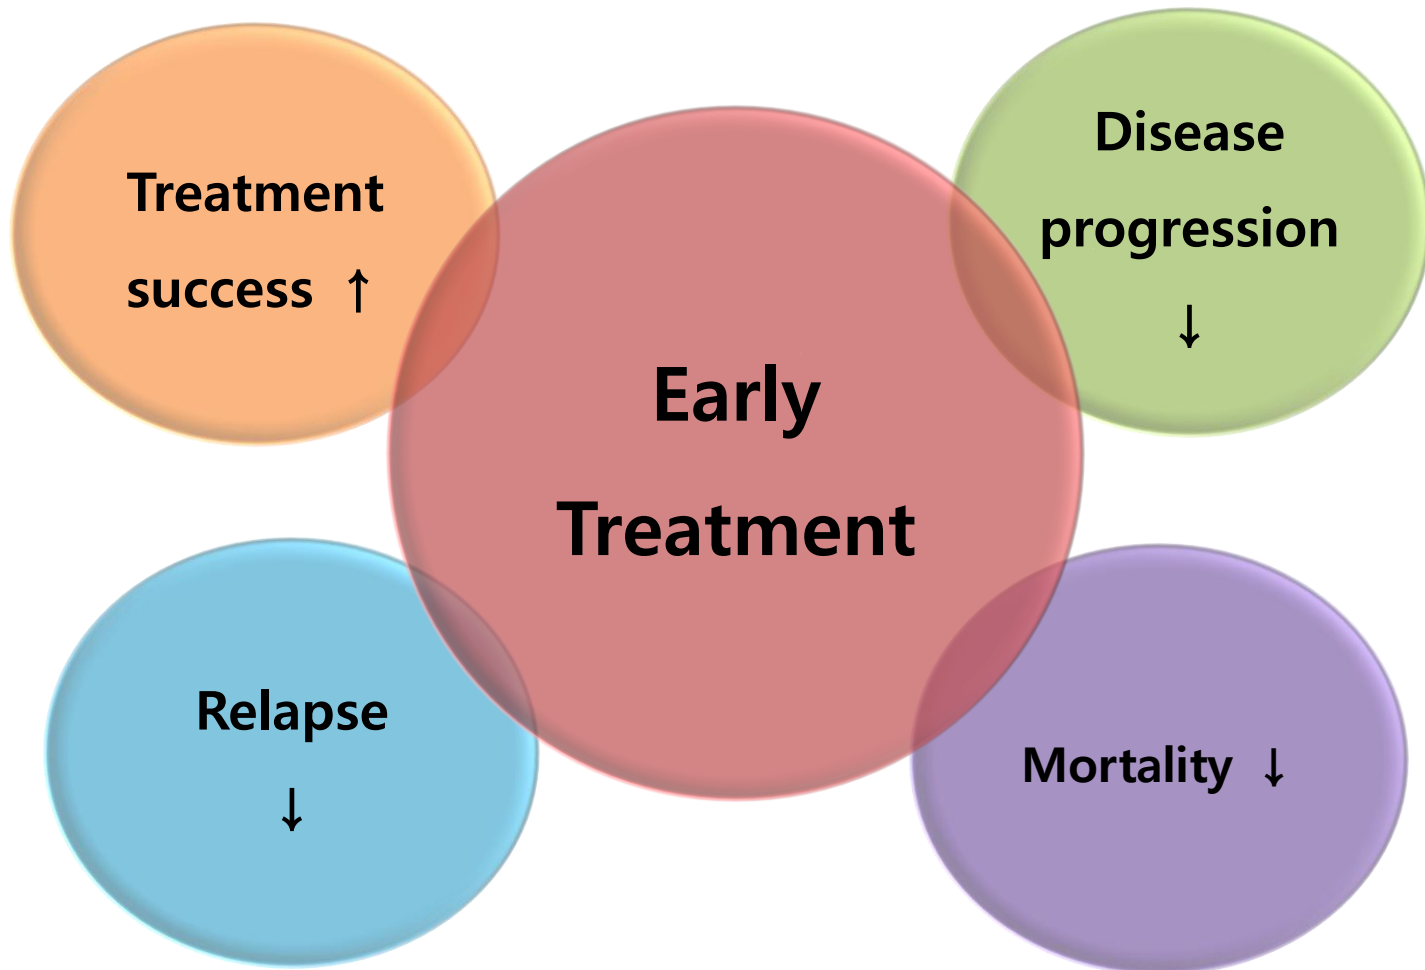 Treatment
success ↑
Disease
progression
↓
Early
Treatment
Relapse
↓
Mortality ↓